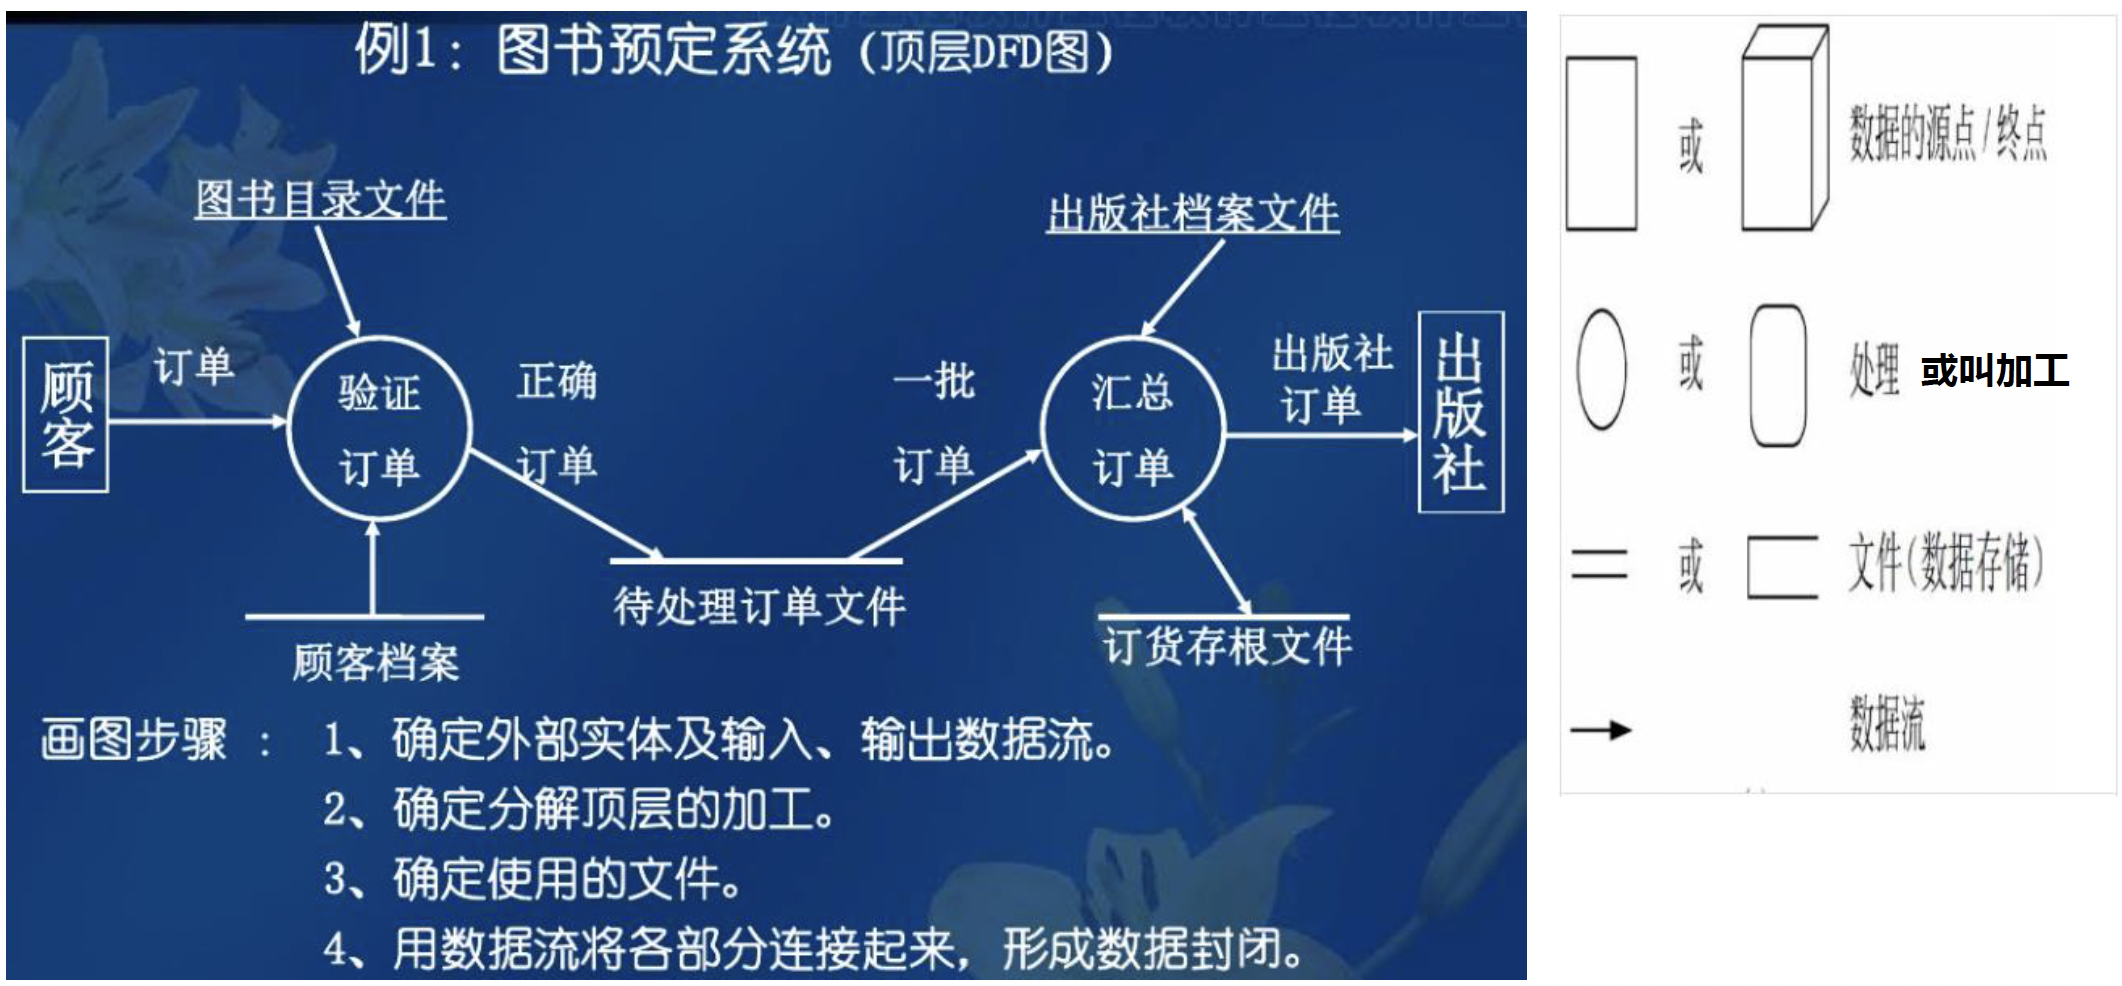 例1：图书预定系统（顶层DFD图）
图书目录文件
出版社档案文件
顾客
订单
验证
订单
正确
订单
一批
订单
汇总
订单
出版社
订单
出版社
待处理订单文件
顾客档案
订货存根文件
画图步骤：1、确定外部实体及输入、输出数据流。
2、确定分解顶层的加工。
3、确定使用的文件。
4、用数据流将各部分连接起来，形成数据封闭。
或 数据的源点/终点
或 处理 或叫加工
或 文件(数据存储)
数据流